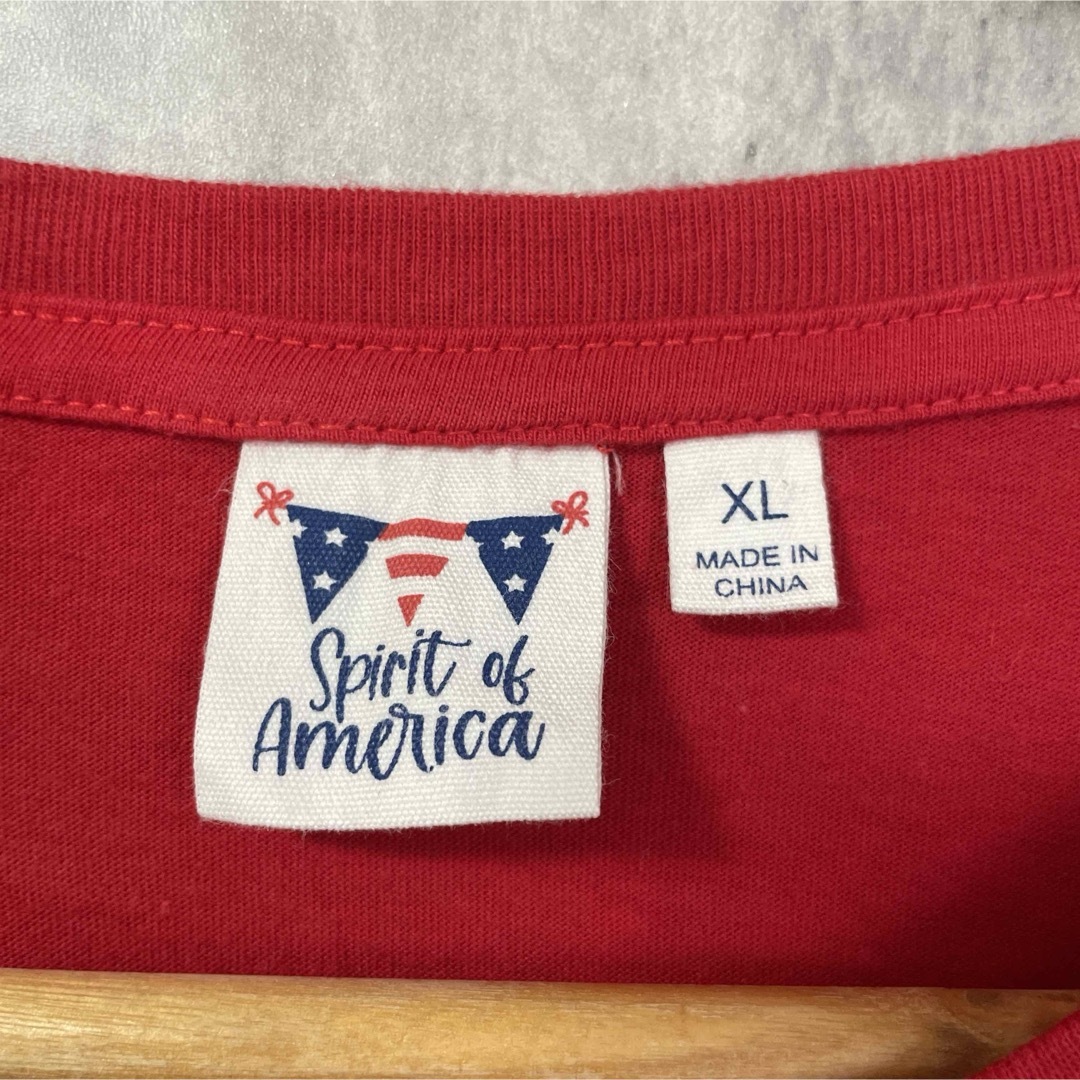 Spirit of
America
XL
MADE IN
CHINA